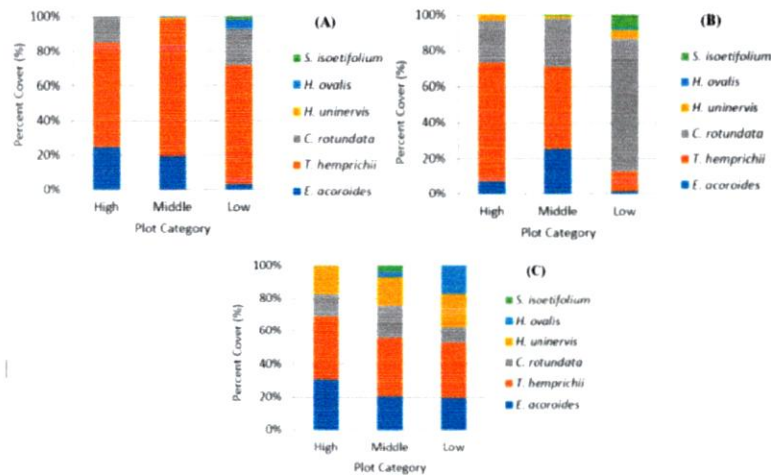 (A)
100%
80%
60%
40%
20%
0%
Percent Cover (%)
High Middle Low
Plot Category
S. isoetifolium
H. ovalis
H. uninervis
C. rotundata
T. hemprichii
E. acoroides
(B)
100%
80%
60%
40%
20%
0%
Percent Cover (%)
High Middle Low
Plot Category
S. isoetifolium
H. ovalis
H. uninervis
C. rotundata
T. hemprichii
E. acoroides
(C)
100%
80%
60%
40%
20%
0%
Percent Cover (%)
High Middle Low
Plot Category
S. isoetifolium
H. ovalis
H. uninervis
C. rotundata
T. hemprichii
E. acoroides